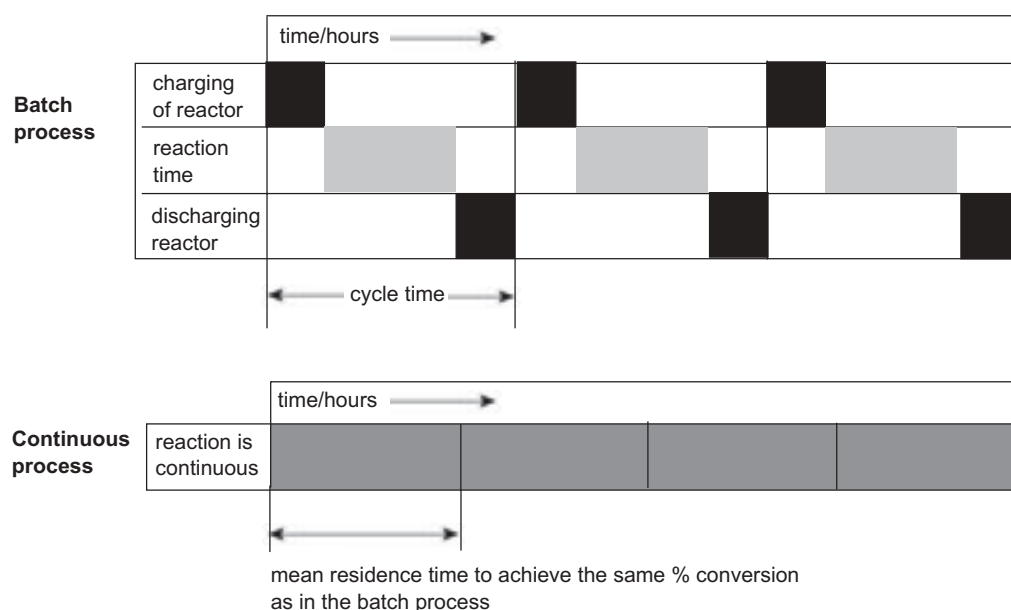 time/hours
Batch
process
charging
of reactor
reaction
time
discharging
reactor
cycle time
time/hours
Continuous
process
reaction is
continuous
mean residence time to achieve the same % conversion
as in the batch process